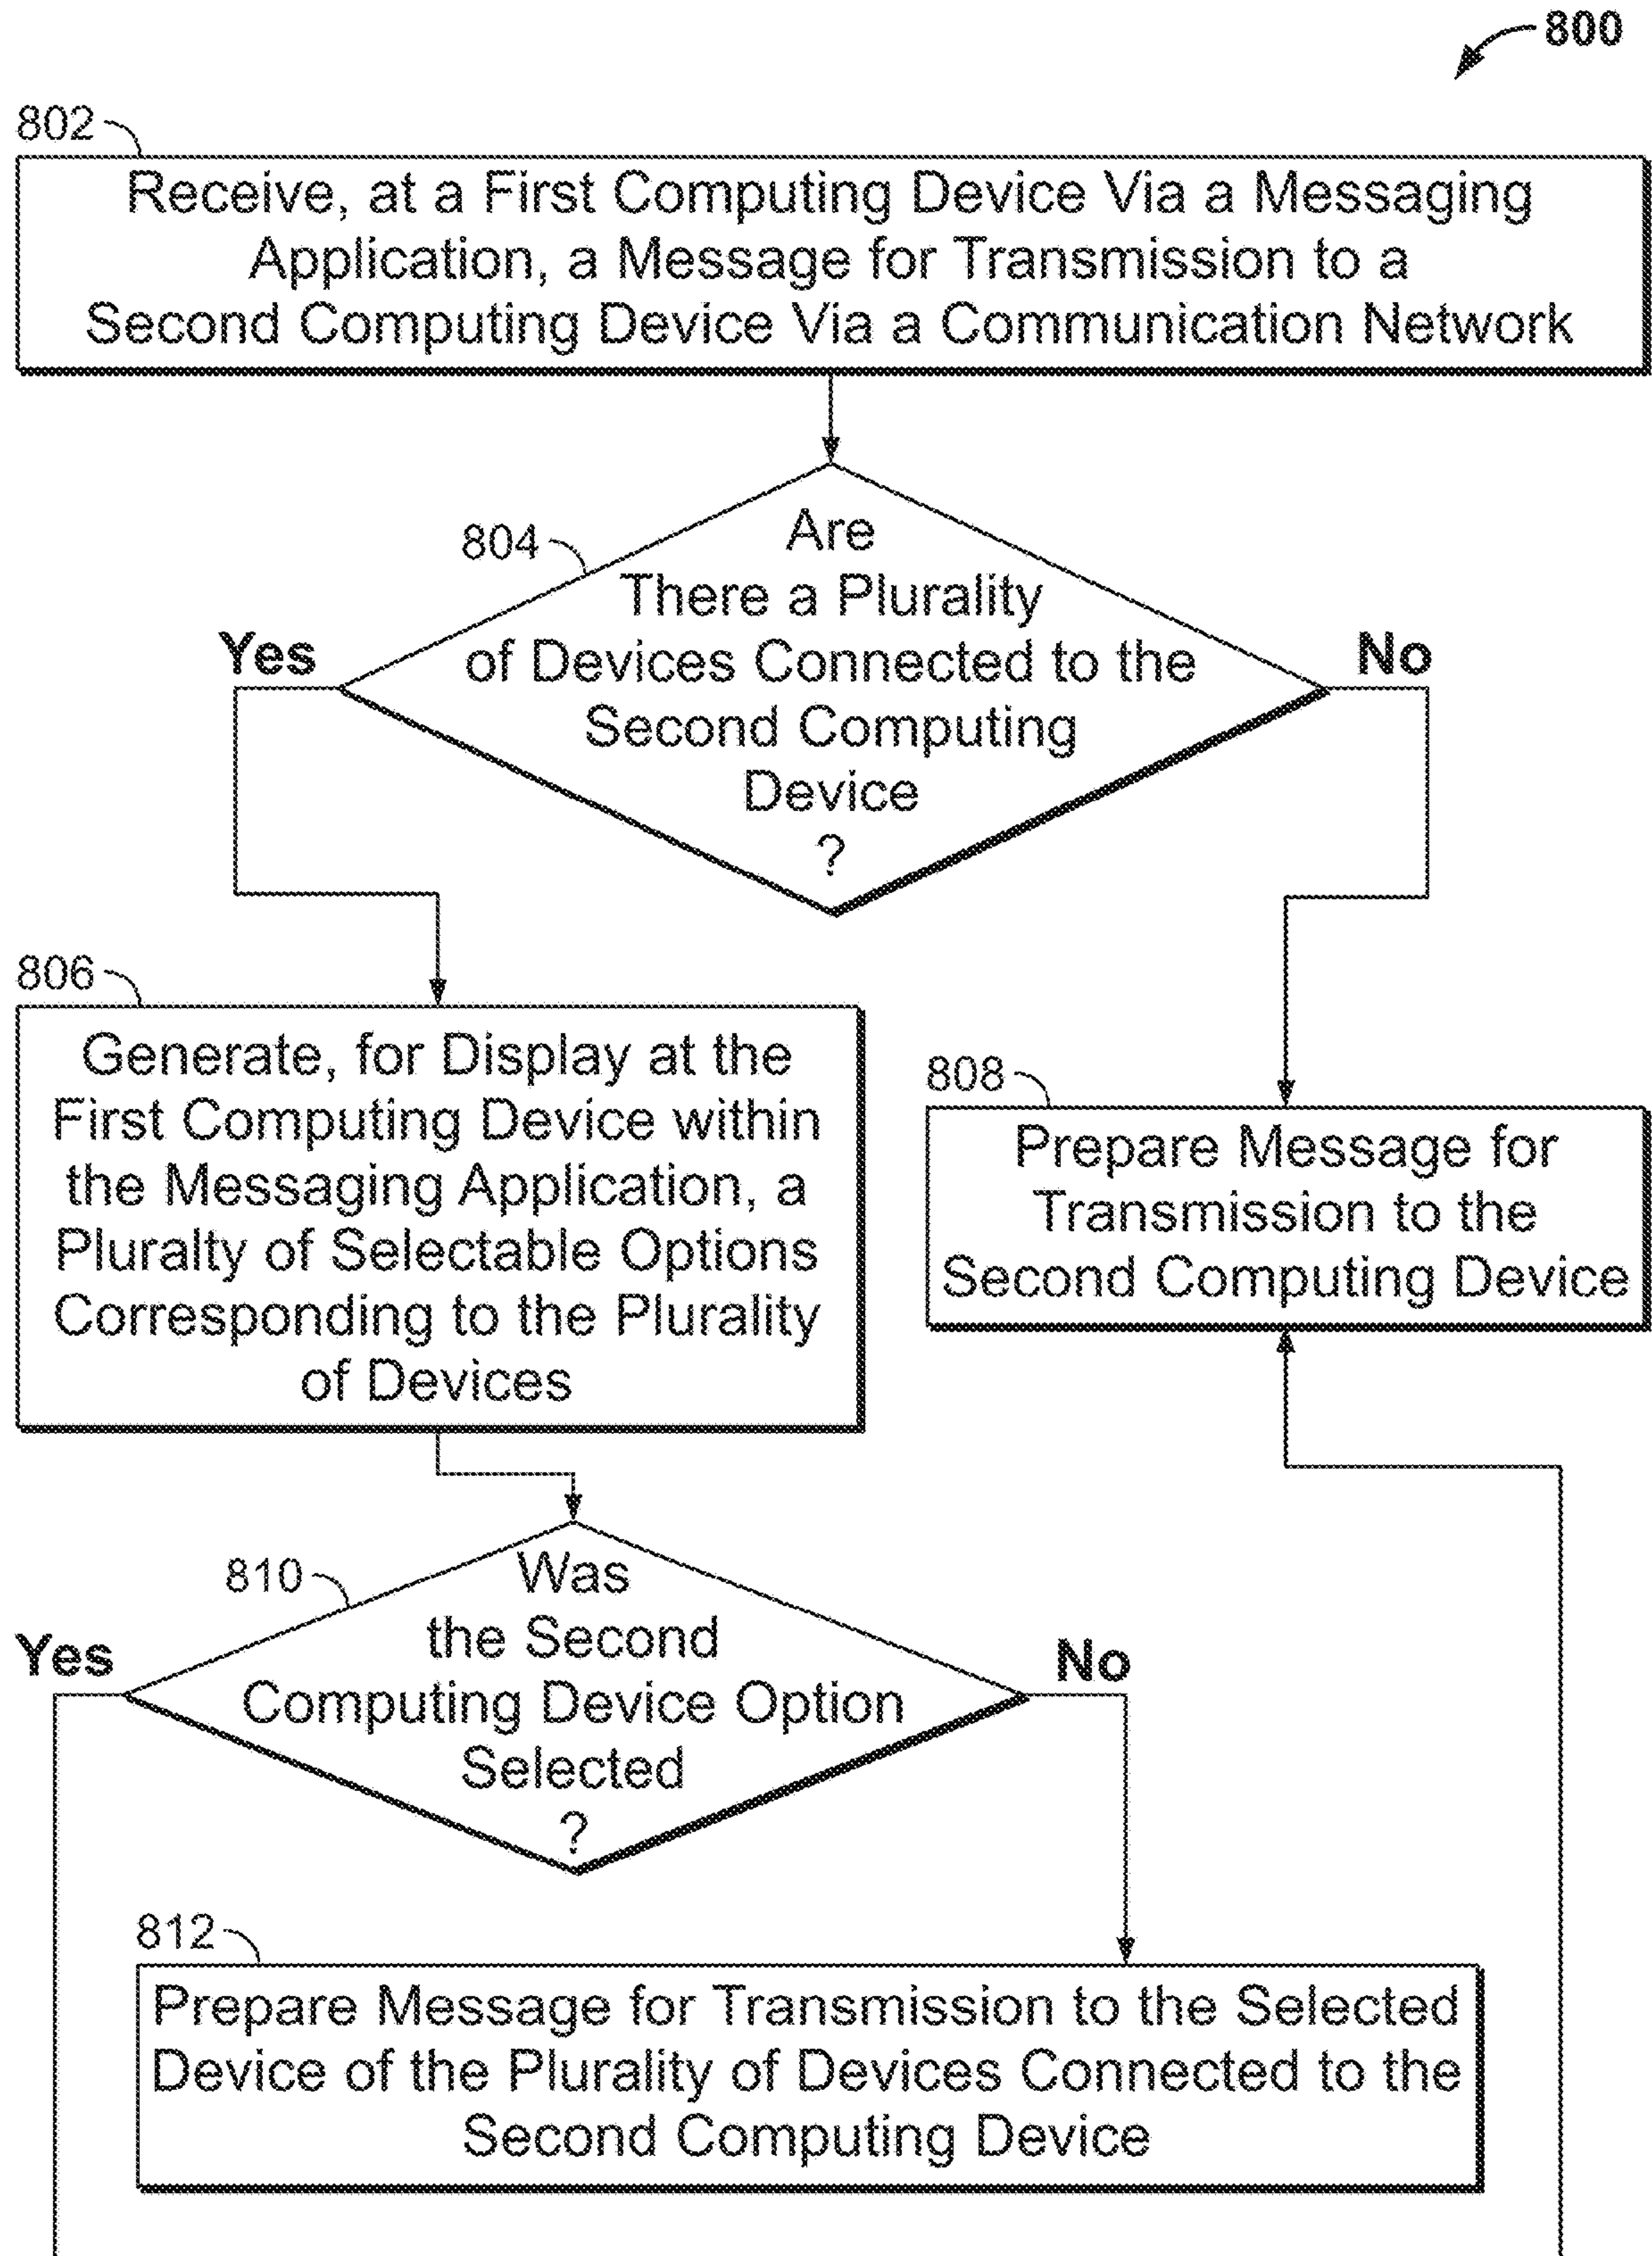 800
802
Receive, at a First Computing Device Via a Messaging
Application, a Message for Transmission to a
Second Computing Device Via a Communication Network
804
Are
There a Plurality
of Devices Connected to the
Second Computing
Device
?
Yes
No
806
Generate, for Display at the
First Computing Device within
the Messaging Application, a
Pluralty of Selectable Options
Corresponding to the Plurality
of Devices
808
Prepare Message for
Transmission to the
Second Computing Device
810
Was
the Second
Computing Device Option
Selected
?
Yes
No
812
Prepare Message for Transmission to the Selected
Device of the Plurality of Devices Connected to the
Second Computing Device